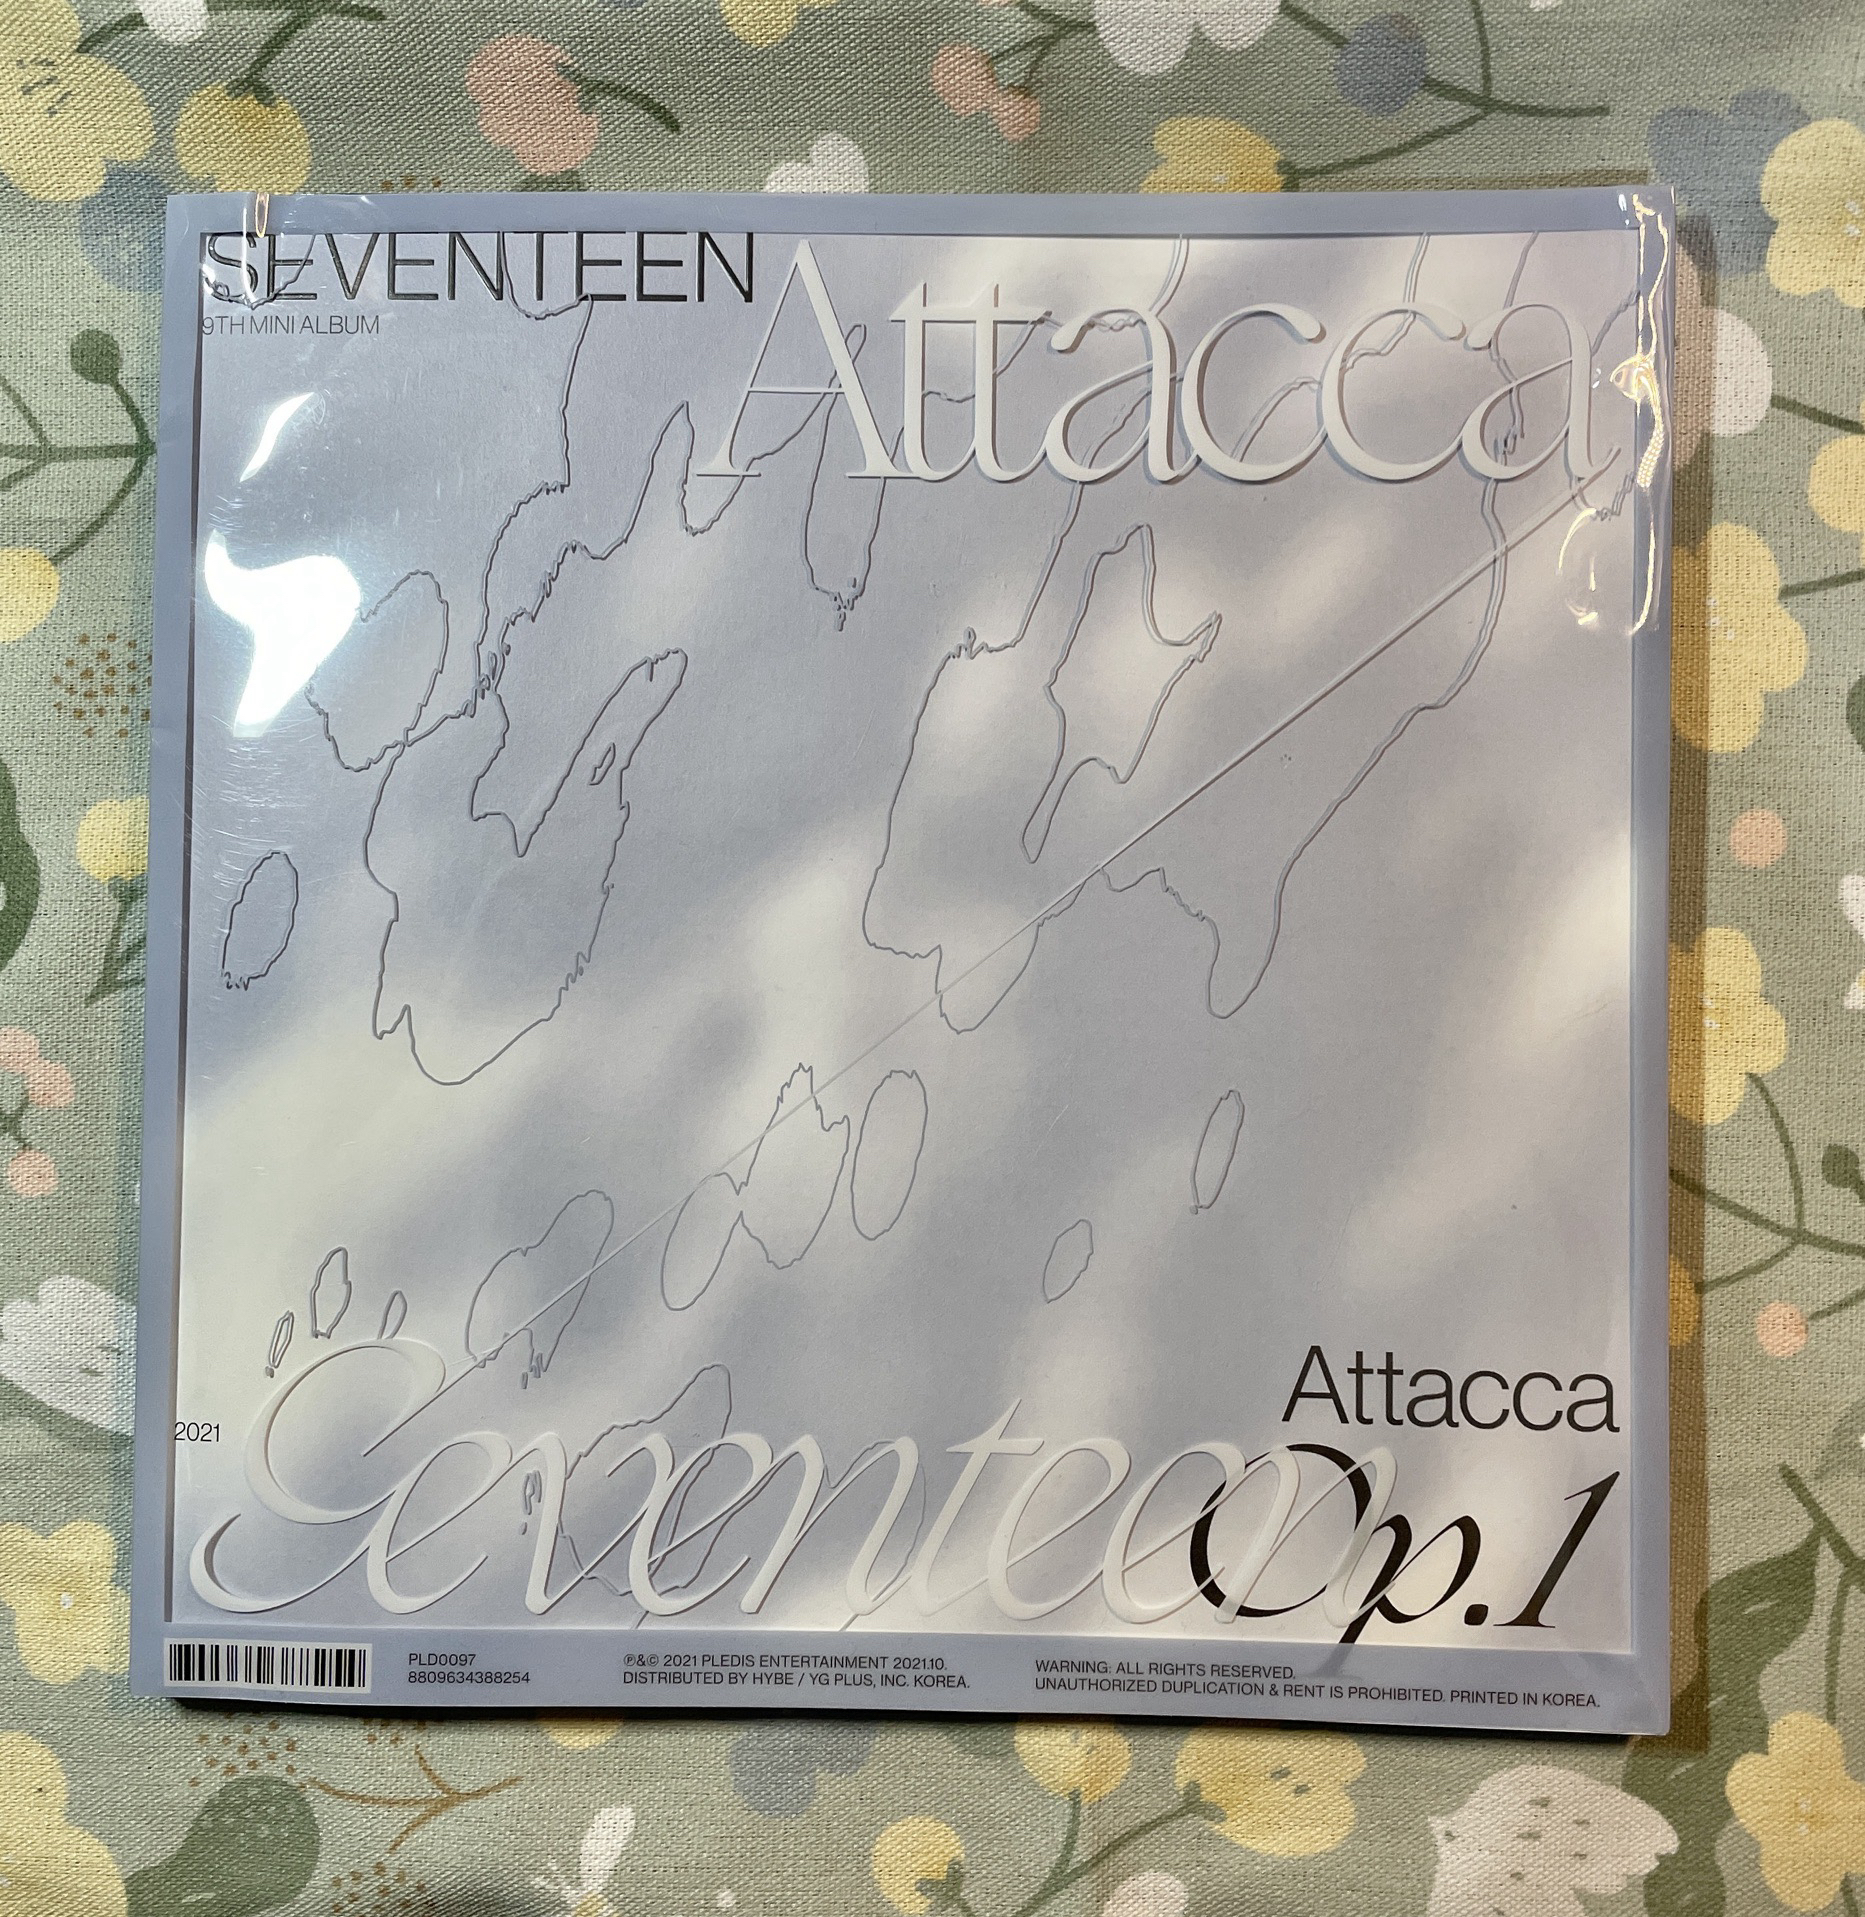 SEVENTEEN
9TH MINI ALBUM
Attacca
2021
Seventeen
Attacca
Op.1
PLD0097
8809634388254
℗&© 2021 PLEDIS ENTERTAINMENT 2021.10.
DISTRIBUTED BY HYBE / YG PLUS, INC. KOREA.
WARNING: ALL RIGHTS RESERVED.
UNAUTHORIZED DUPLICATION & RENT IS PROHIBITED. PRINTED IN KOREA.